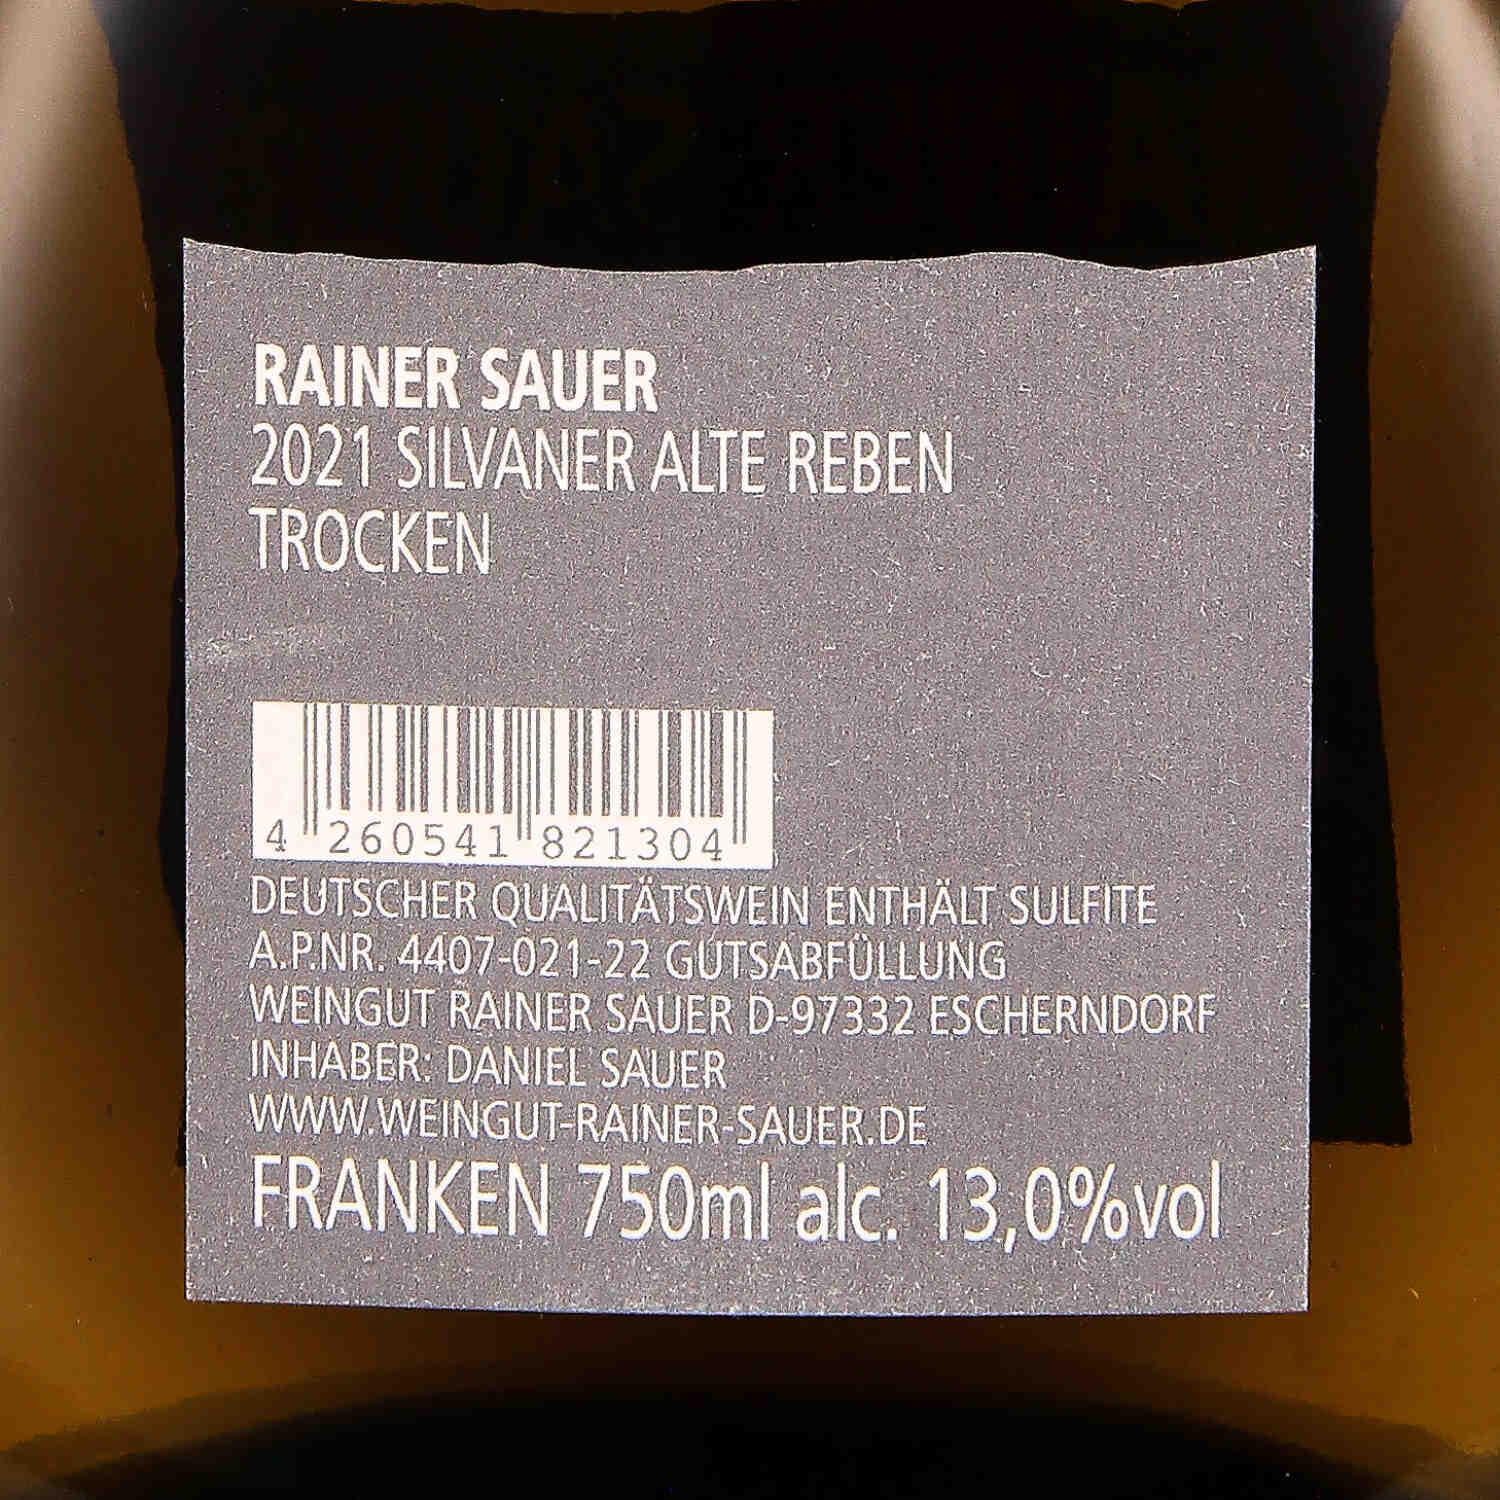 RAINER SAUER
2021 SILVANER ALTE REBEN
TROCKEN
4 260541 821304
DEUTSCHER QUALITÄTSWEIN ENTHÄLT SULFITE
A.P.NR. 4407-021-22 GUTSABFÜLLUNG
WEINGUT RAINER SAUER D-97332 ESCHERNDORF
INHABER: DANIEL SAUER
WWW.WEINGUT-RAINER-SAUER.DE
FRANKEN 750ml alc. 13,0%vol